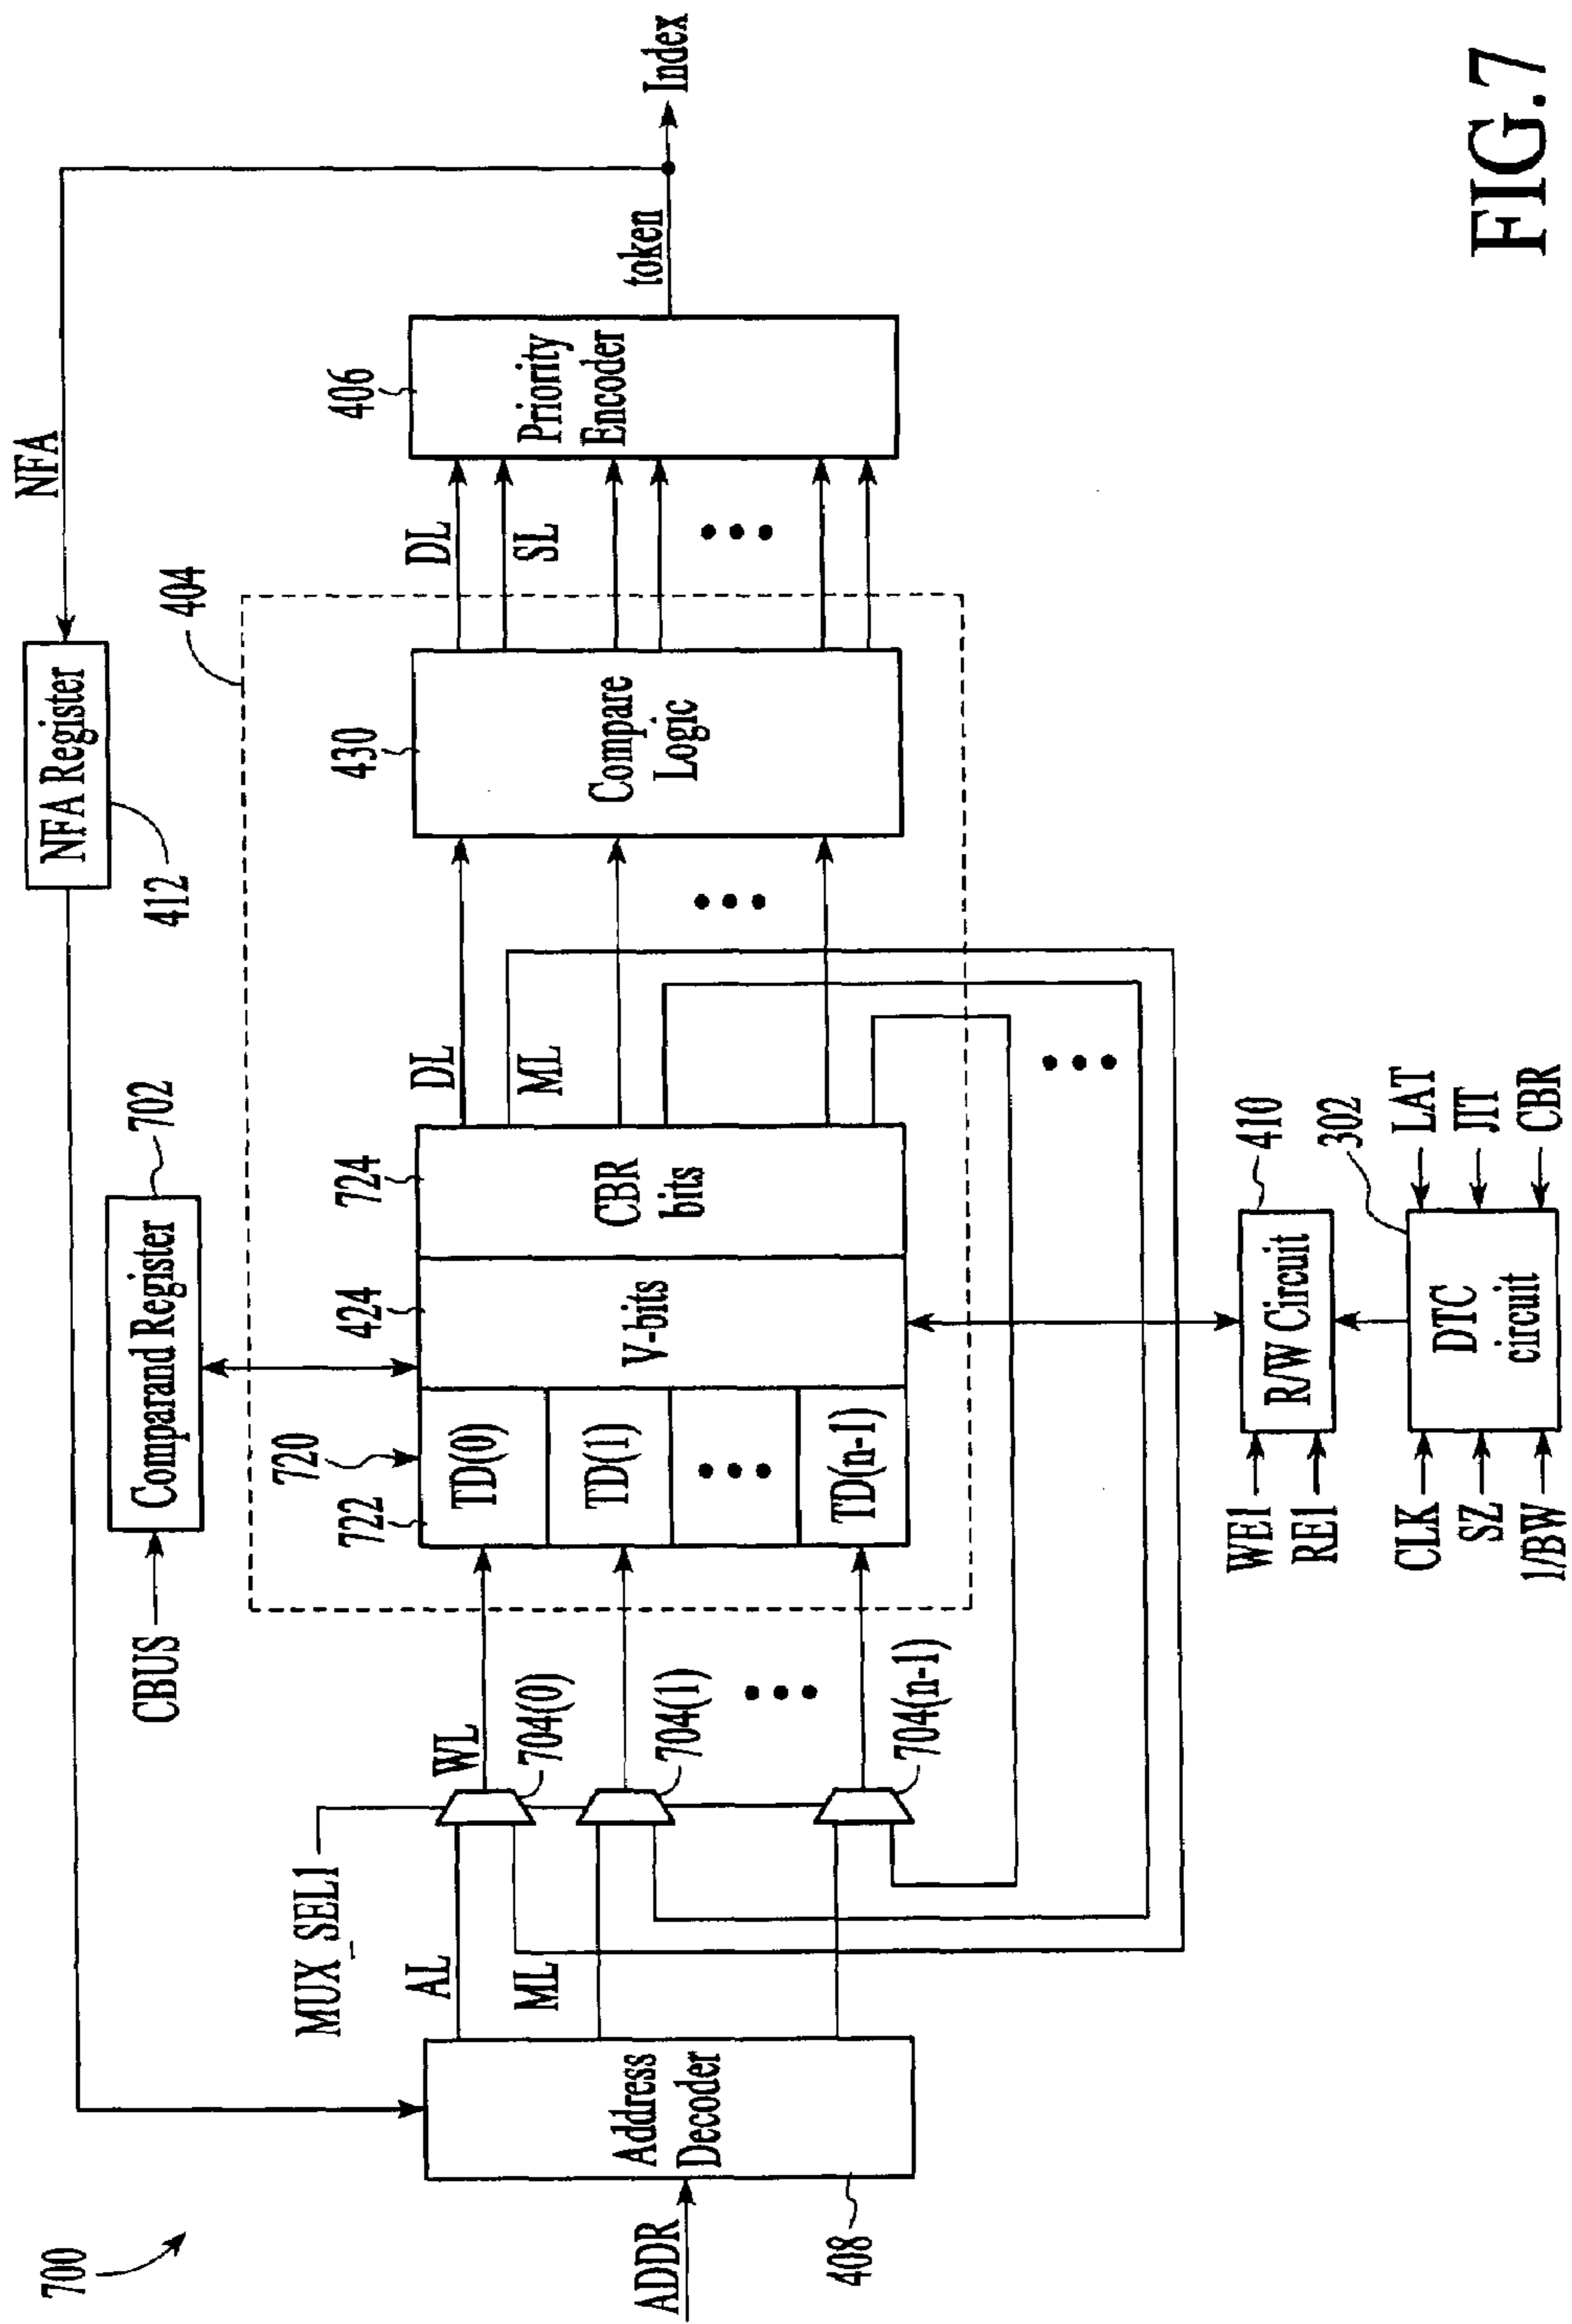 700
ADDR
408
Address
Decoder
AL
ML
MUX_SEL1
WL
704(0)
704(1)
704(n-1)
CBUS
Comparand Register
702
NFA Register
412
NFA
404
720
722
TD(0)
TD(1)
TD(n-1)
424
V-bits
724
CBR
bits
DL
ML
430
Compare
Logic
DL
SL
406
Priority
Encoder
token
Index
WE1
RE1
R/W Circuit
410
CLK
SZ
1/BW
DTC
circuit
302
LAT
JIT
CBR
FIG.7